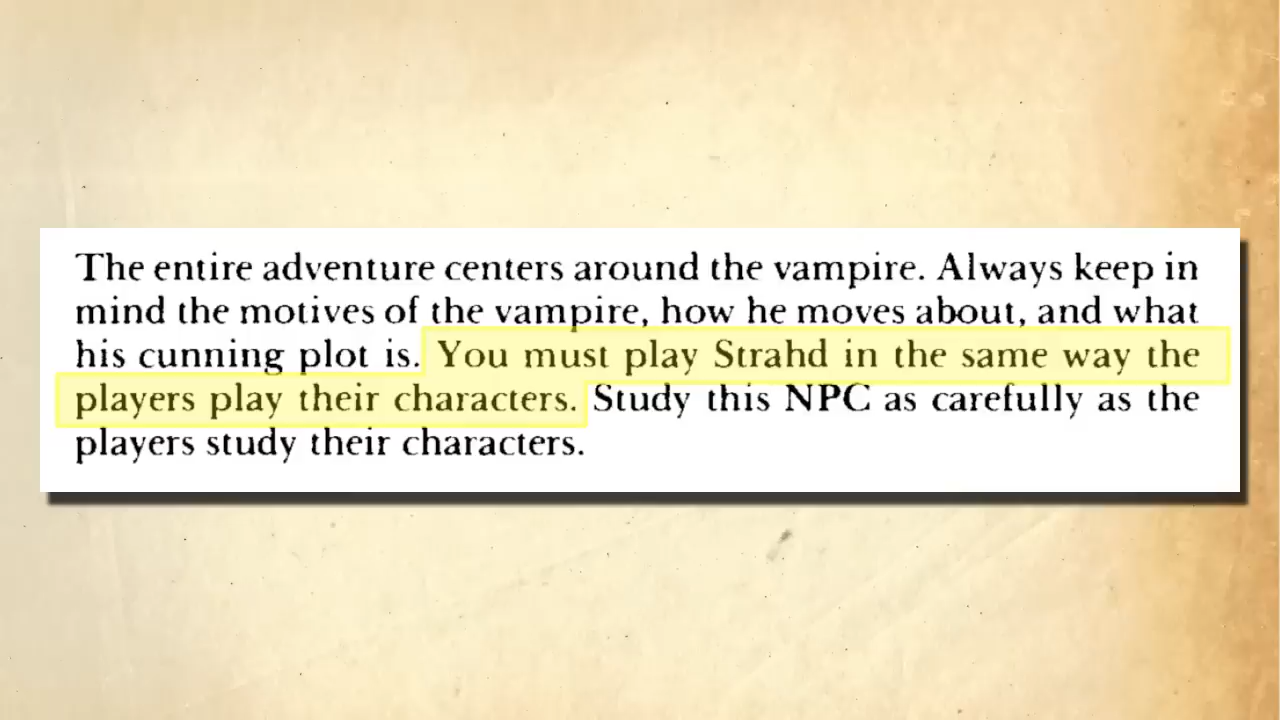 The entire adventure centers around the vampire. Always keep in
mind the motives of the vampire, how he moves about, and what
his cunning plot is. You must play Strahd in the same way the
players play their characters. Study this NPC as carefully as the
players study their characters.